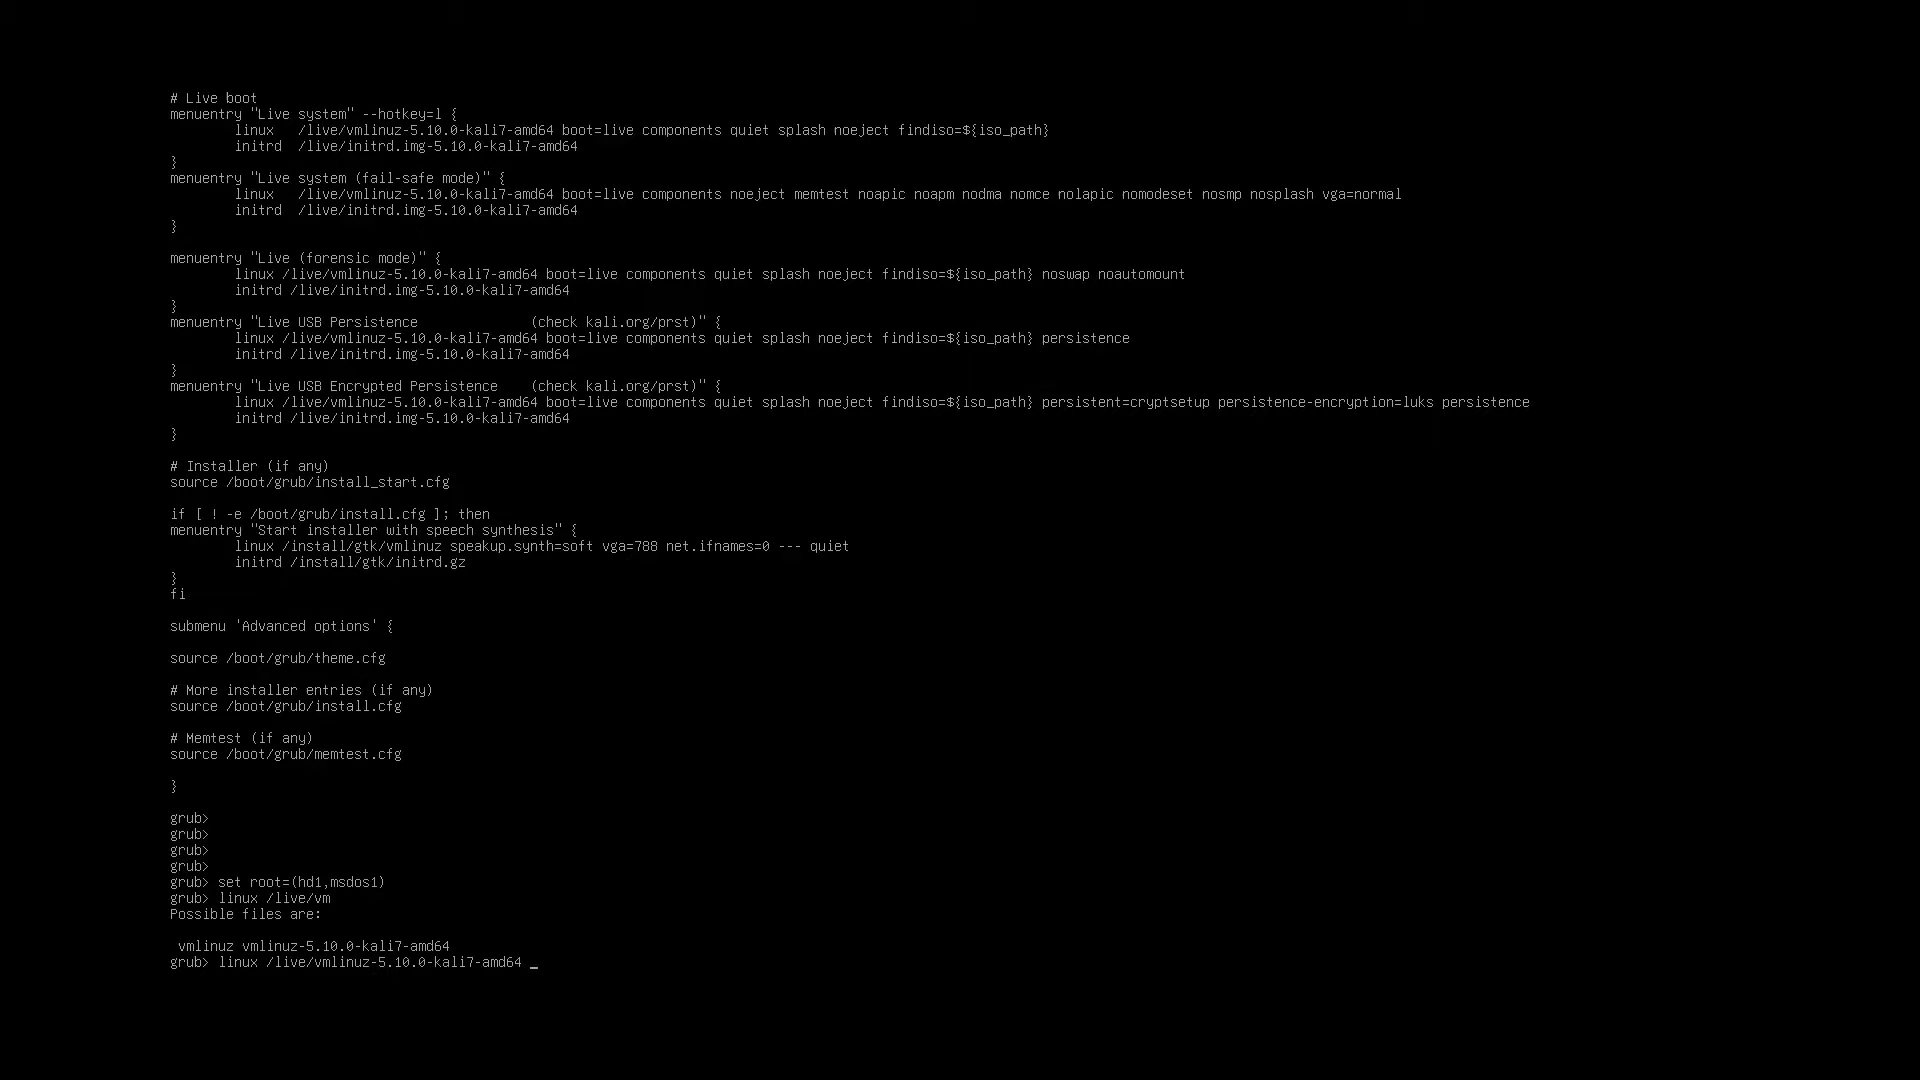 # Live boot
menuentry "Live system" --hotkey=l {
linux /live/vmlinuz-5.10.0-kali7-amd64 boot=live components quiet splash noeject findiso=${iso_path}
initrd /live/initrd.img-5.10.0-kali7-amd64
}
menuentry "Live system (fail-safe mode)" {
linux /live/vmlinuz-5.10.0-kali7-amd64 boot=live components noeject memtest noapic noapm nodma nomce nolapic nomodeset nosmp nosplash vga=normal
initrd /live/initrd.img-5.10.0-kali7-amd64
}
menuentry "Live (forensic mode)" {
linux /live/vmlinuz-5.10.0-kali7-amd64 boot=live components quiet splash noeject findiso=${iso_path} noswap noautomount
initrd /live/initrd.img-5.10.0-kali7-amd64
}
menuentry "Live USB Persistence (check kali.org/prst)" {
linux /live/vmlinuz-5.10.0-kali7-amd64 boot=live components quiet splash noeject findiso=${iso_path} persistence
initrd /live/initrd.img-5.10.0-kali7-amd64
}
menuentry "Live USB Encrypted Persistence (check kali.org/prst)" {
linux /live/vmlinuz-5.10.0-kali7-amd64 boot=live components quiet splash noeject findiso=${iso_path} persistent=cryptsetup persistence-encryption=luks persistence
initrd /live/initrd.img-5.10.0-kali7-amd64
}
# Installer (if any)
source /boot/grub/install_start.cfg
if [ ! -e /boot/grub/install.cfg ]; then
menuentry "Start installer with speech synthesis" {
linux /install/gtk/vmlinuz speakup.synth=soft vga=788 net.ifnames=0 --- quiet
initrd /install/gtk/initrd.gz
}
fi
submenu 'Advanced options' {
source /boot/grub/theme.cfg
# More installer entries (if any)
source /boot/grub/install.cfg
# Memtest (if any)
source /boot/grub/memtest.cfg
}
grub>
grub>
grub>
grub>
grub> set root=(hd1,msdos1)
grub> linux /live/vm
Possible files are:
vmlinuz vmlinuz-5.10.0-kali7-amd64
grub> linux /live/vmlinuz-5.10.0-kali7-amd64 _